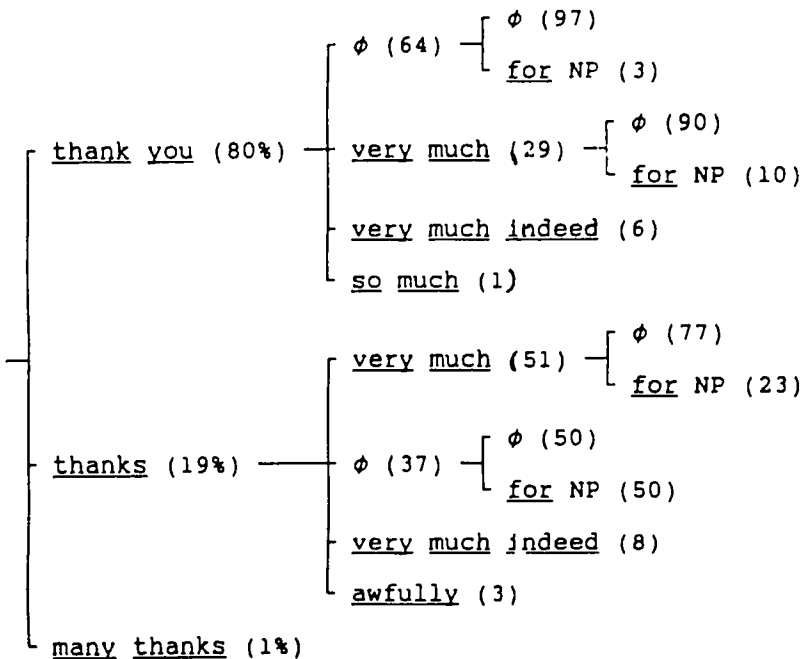 ϕ (97)
ϕ (64)
for NP (3)
ϕ (90)
thank you (80%)
very much (29)
for NP (10)
very much indeed (6)
so much (1)
ϕ (77)
very much (51)
for NP (23)
ϕ (50)
thanks (19%)
ϕ (37)
for NP (50)
very much indeed (8)
awfully (3)
many thanks (1%)